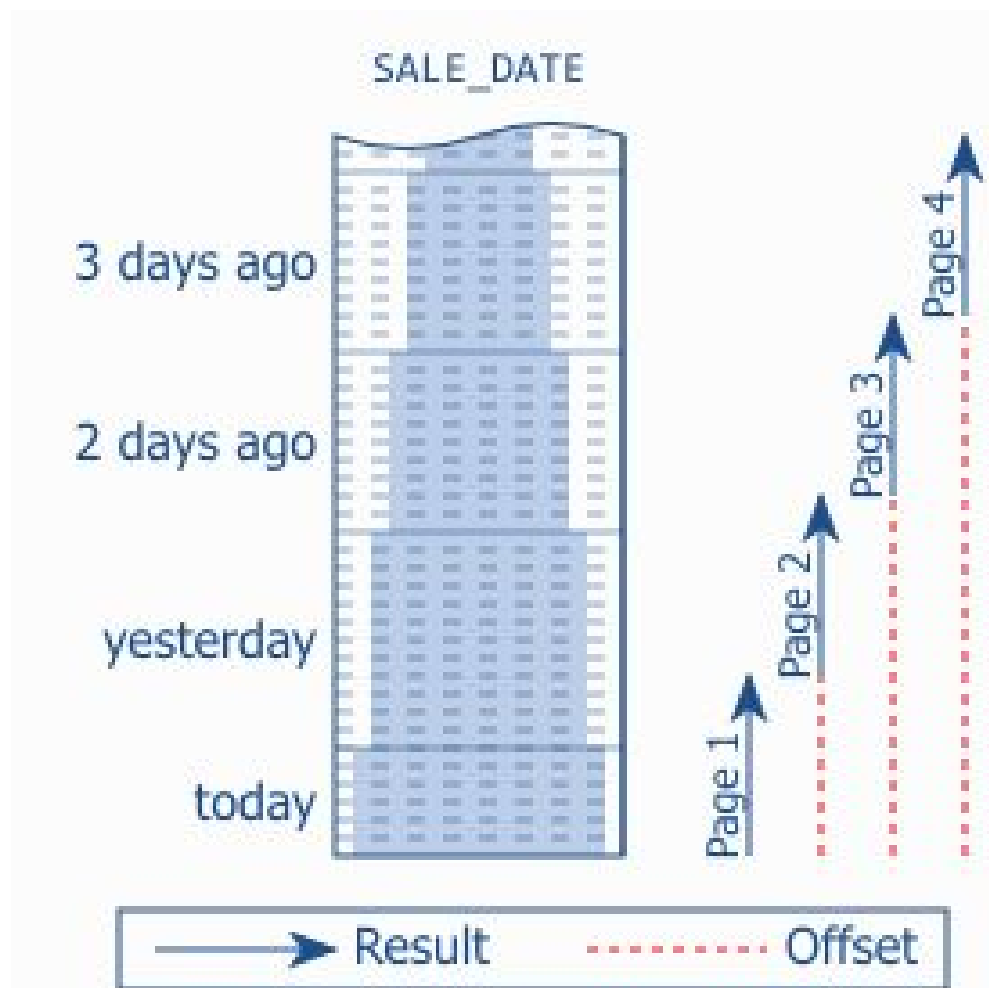 SALE_DATE
3 days ago
2 days ago
yesterday
today
Page 1
Page 2
Page 3
Page 4
Result
Offset